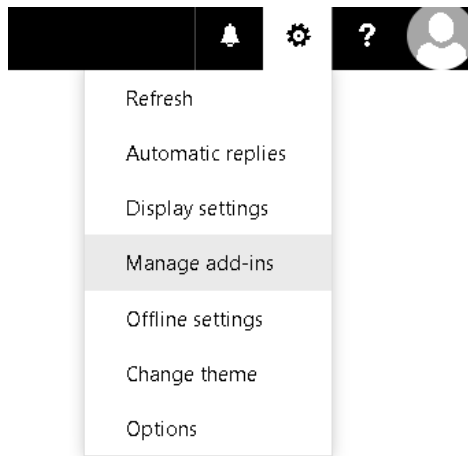 ?
Refresh
Automatic replies
Display settings
Manage add-ins
Offline settings
Change theme
Options